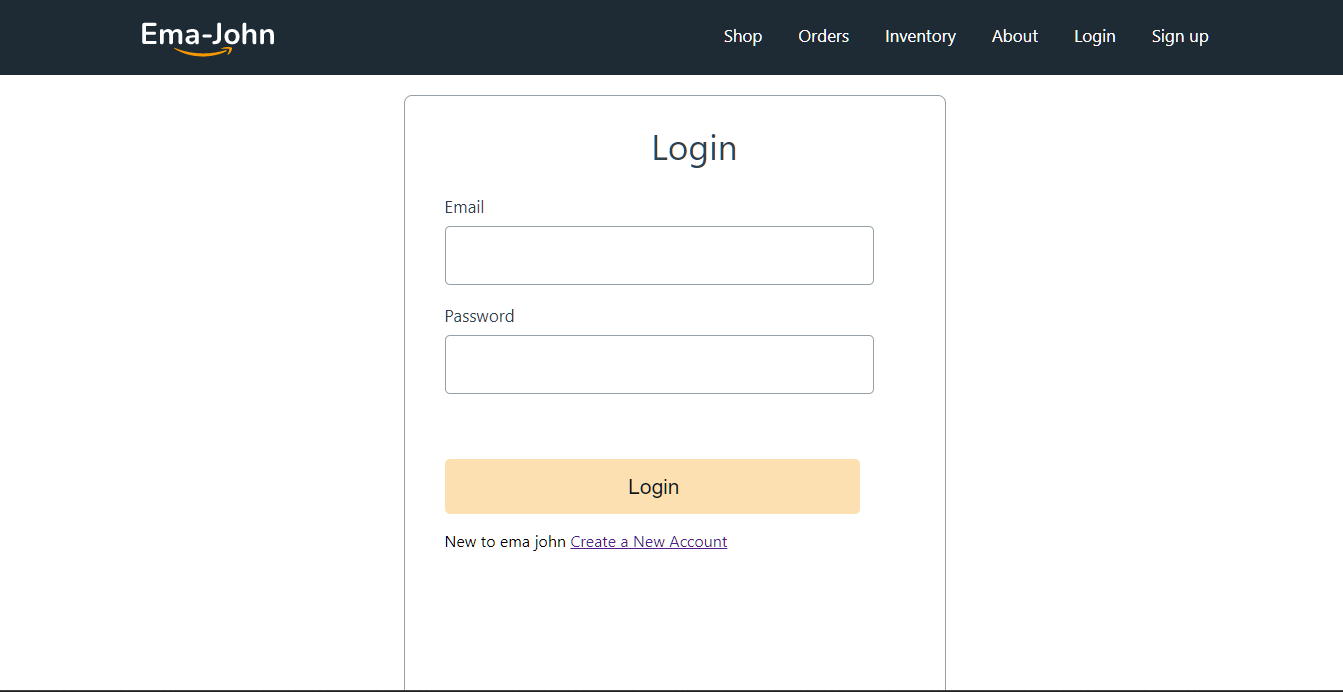 Ema-John
Shop Orders Inventory About Login Sign up
Login
Email
Password
Login
New to ema john Create a New Account